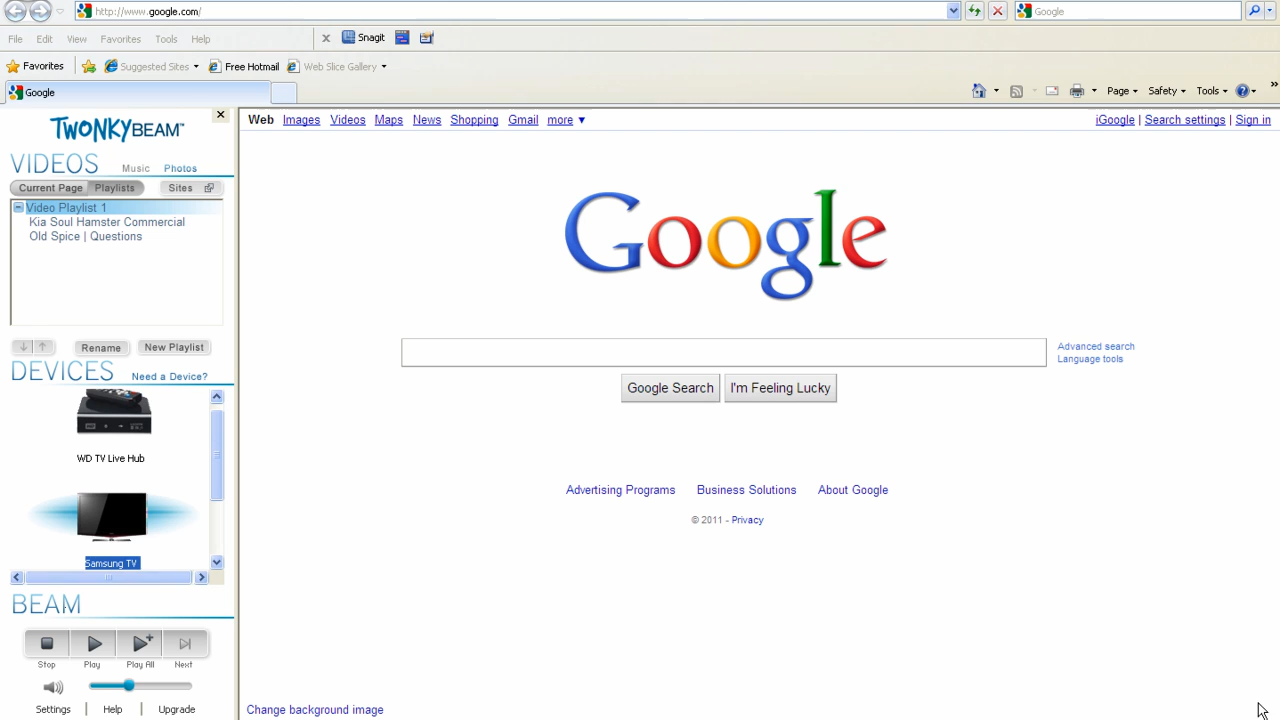 http://www.google.com/
Google
File Edit View Favorites Tools Help
Snagit
Favorites Suggested Sites Free Hotmail Web Slice Gallery
Google
Page Safety Tools
TWONKYBEAM™
VIDEOS Music Photos
Current Page Playlists Sites
Video Playlist 1
Kia Soul Hamster Commercial
Old Spice | Questions
Rename New Playlist
DEVICES Need a Device?
WD TV Live Hub
Samsung TV
BEAM
Stop Play Play All Next
Settings | Help | Upgrade
Web Images Videos Maps News Shopping Gmail more ▼
iGoogle | Search settings | Sign in
Google
Advanced search
Language tools
Google Search I'm Feeling Lucky
Advertising Programs Business Solutions About Google
© 2011 - Privacy
Change background image